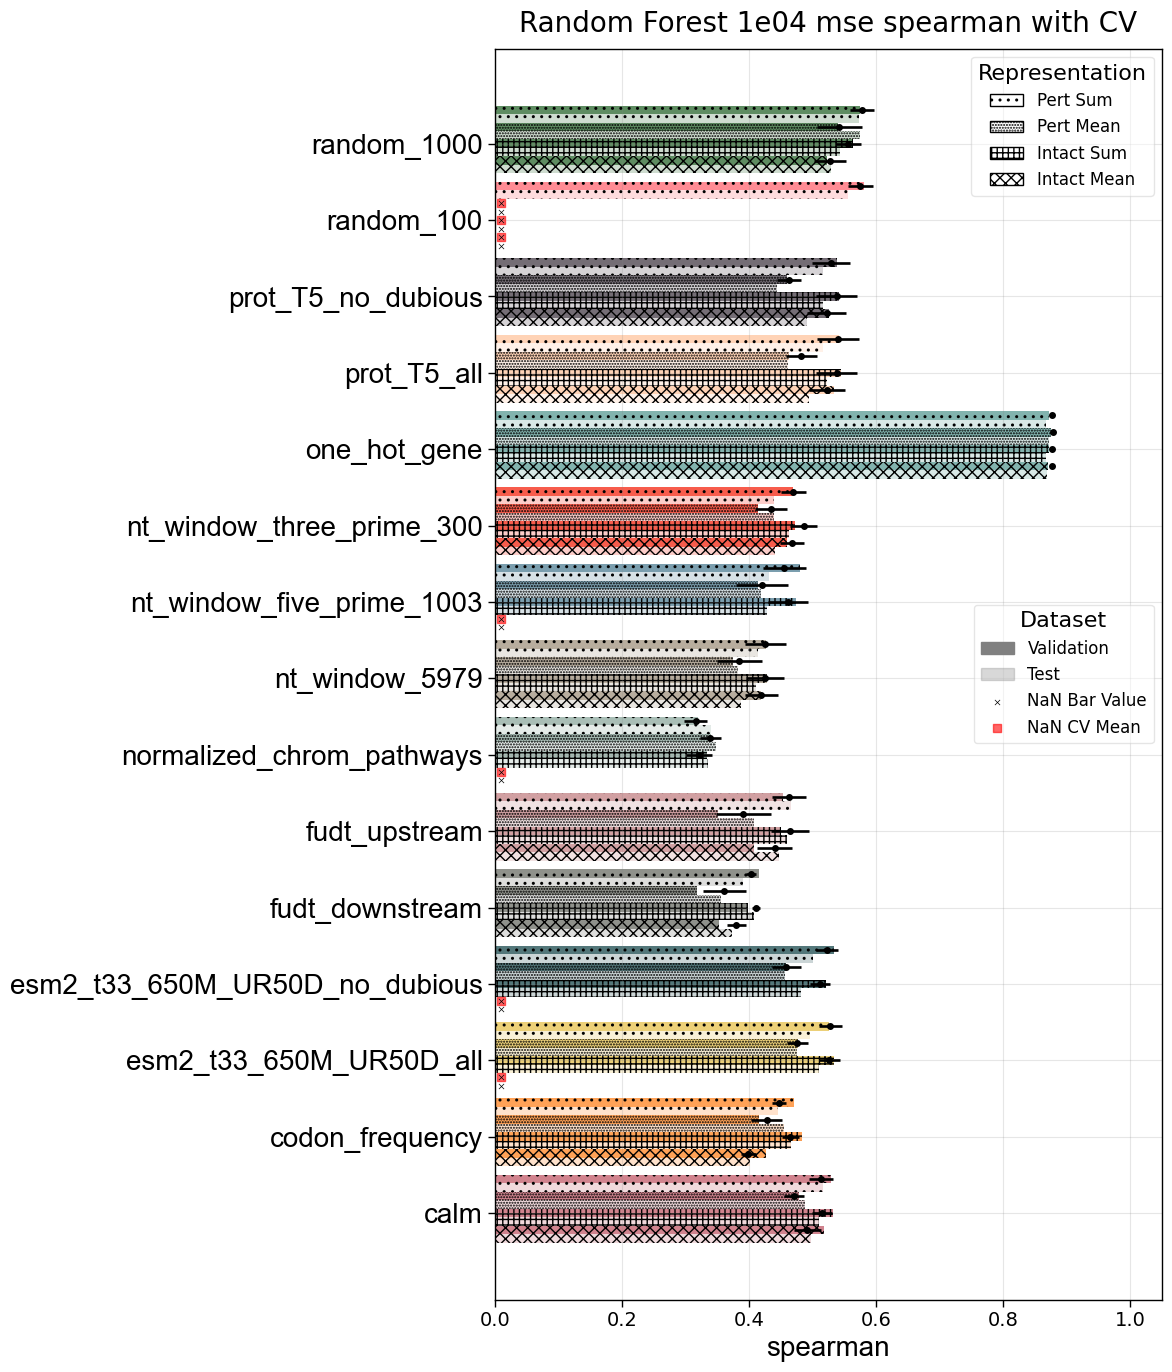 Random Forest 1e04 mse spearman with CV
Representation
Pert Sum
Pert Mean
Intact Sum
Intact Mean
random_1000
random_100
prot_T5_no_dubious
prot_T5_all
one_hot_gene
nt_window_three_prime_300
nt_window_five_prime_1003
Dataset
Validation
Test
NaN Bar Value
NaN CV Mean
nt_window_5979
normalized_chrom_pathways
fudt_upstream
fudt_downstream
esm2_t33_650M_UR50D_no_dubious
esm2_t33_650M_UR50D_all
codon_frequency
calm
0.0 0.2 0.4 0.6 0.8 1.0
spearman